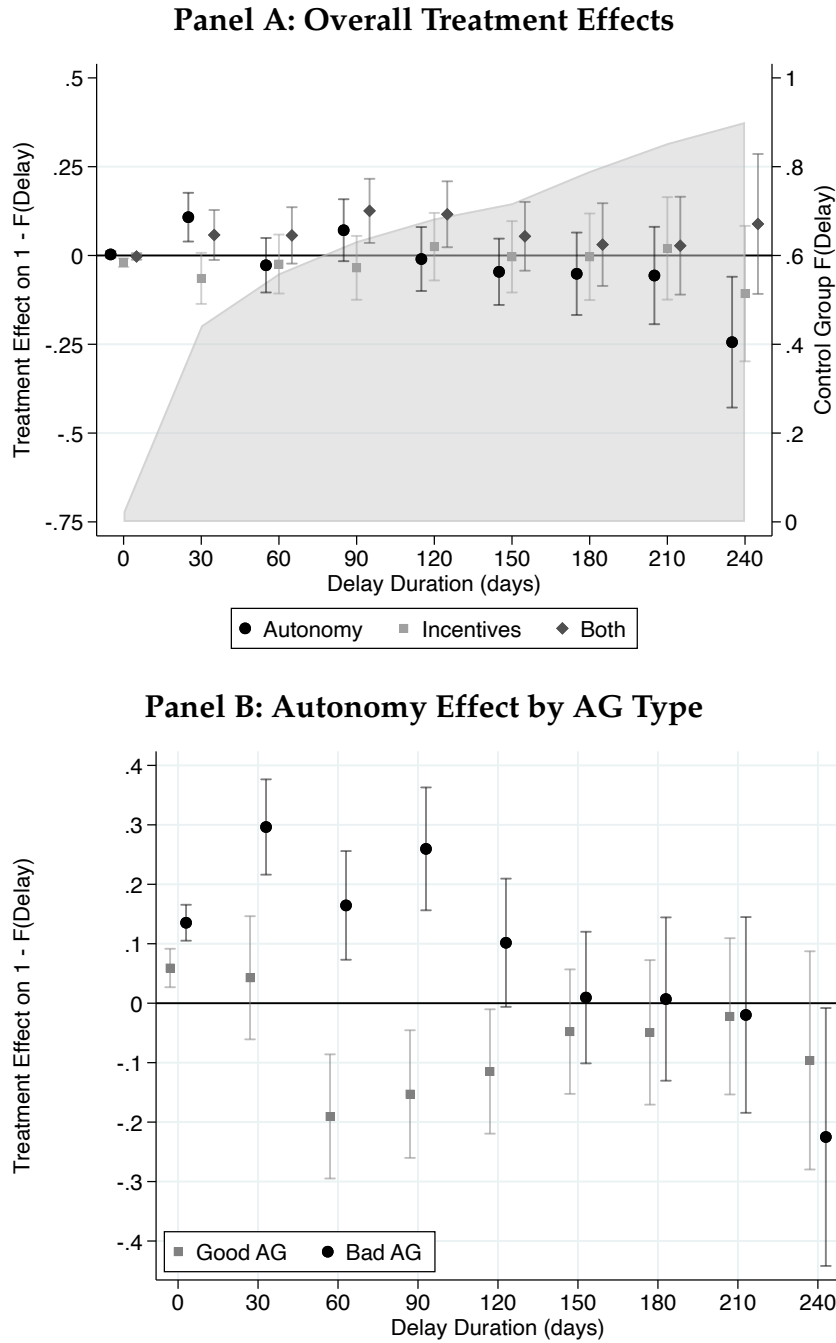 Panel A: Overall Treatment Effects
Treatment Effect on 1 - F(Delay)
.5
.25
0
-.25
-.5
-.75
1
.8
.6
.4
.2
0
Control Group F(Delay)
0 30 60 90 120 150 180 210 240
Delay Duration (days)
Autonomy Incentives Both
Panel B: Autonomy Effect by AG Type
Treatment Effect on 1 - F(Delay)
.4
.3
.2
.1
0
-.1
-.2
-.3
-.4
Good AG Bad AG
0 30 60 90 120 150 180 210 240
Delay Duration (days)